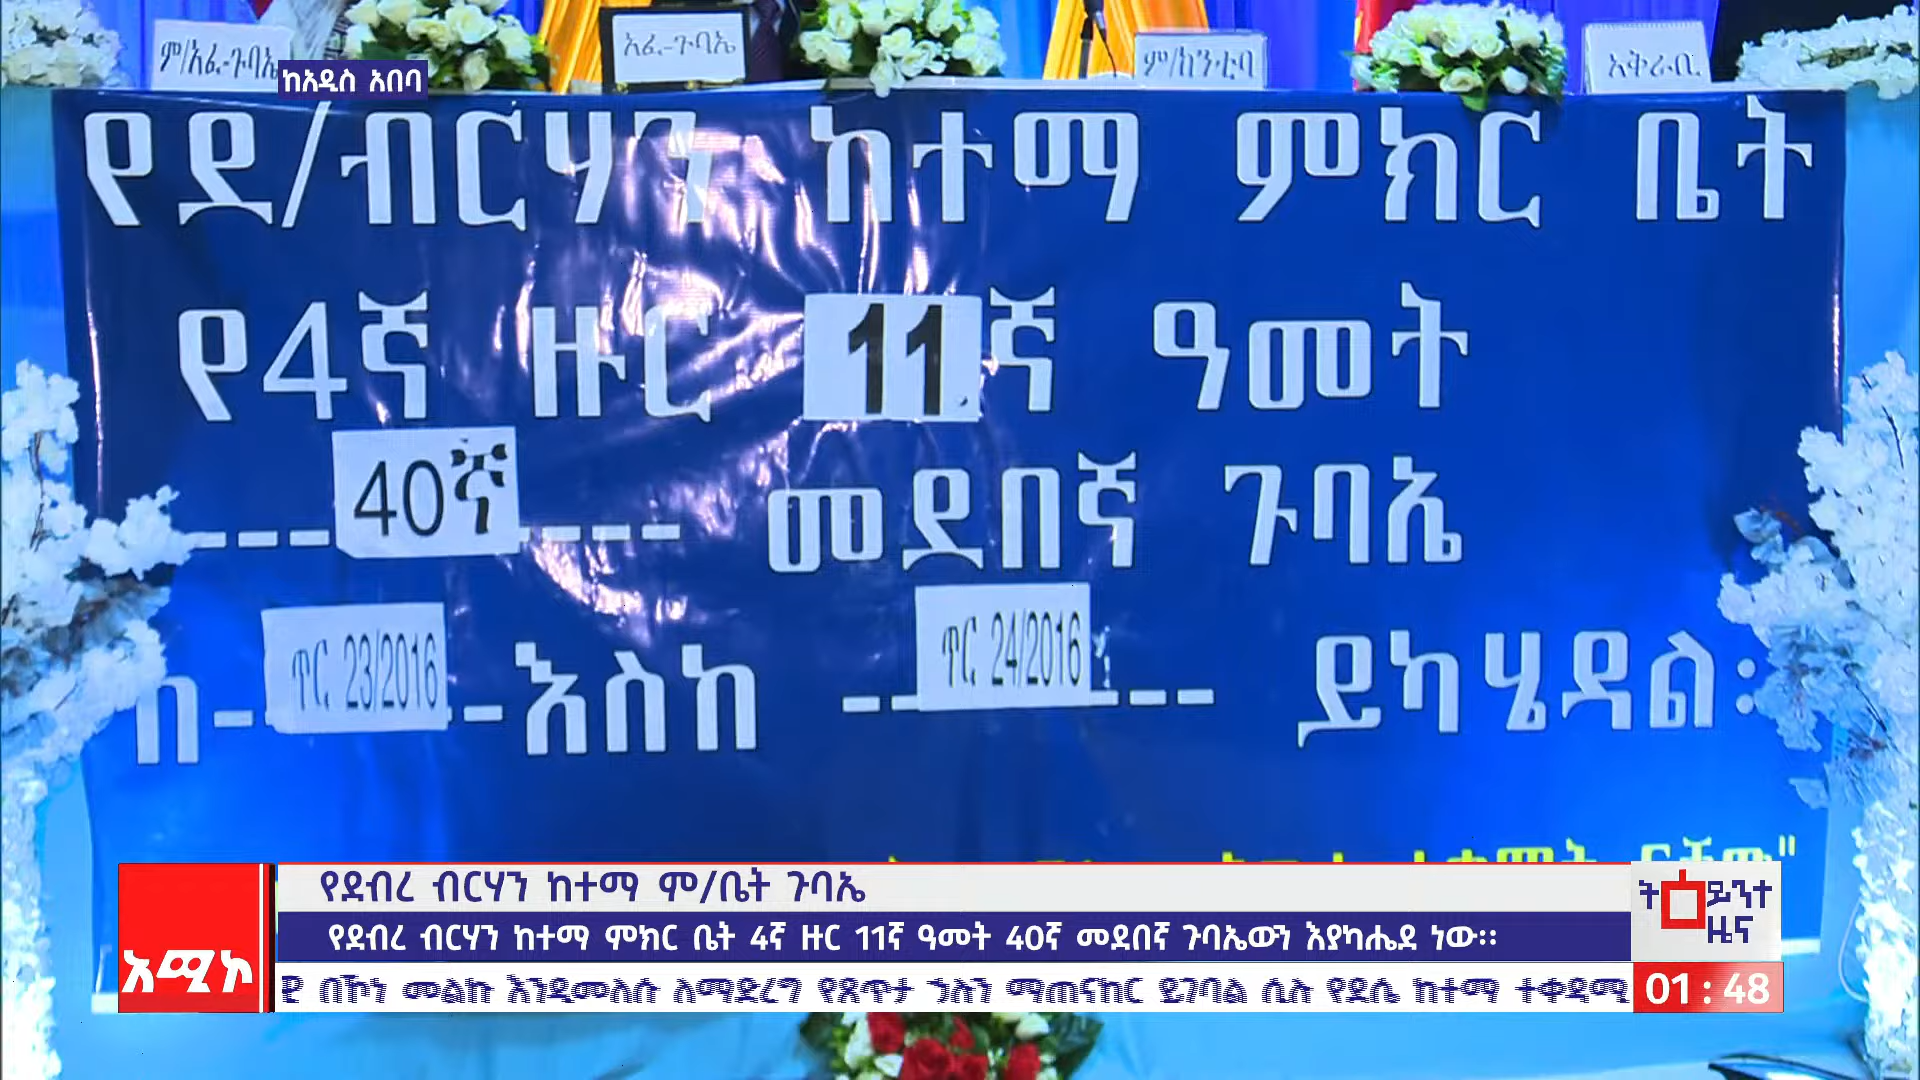 ም/አፈ-ጉባኤ
አፈ-ጉባኤ
ም/ከንቲባ
አቅራቢ
ከአዲስ አበባ
የደ/ብርሃን ከተማ ምክር ቤት
የ4ኛ ዙር 11ኛ ዓመት
---40ኛ---- መደበኛ ጉባኤ
ከ-ጥር 23/2016-እስከ --ጥር 24/2016--- ይካሄዳል፡
የደብረ ብርሃን ከተማ ም/ቤት ጉባኤ
የደብረ ብርሃን ከተማ ምክር ቤት 4ኛ ዙር 11ኛ ዓመት 40ኛ መደበኛ ጉባኤውን እያካሔደ ነው።
አሚኮ
በኾነ መልኩ እንዲመለሱ ለማድረግ የጸጥታ ኀለን ማጠናከር ይገባል ሲሉ የደሴ ከተማ ተቀዳሚ
ዜና
01 : 48